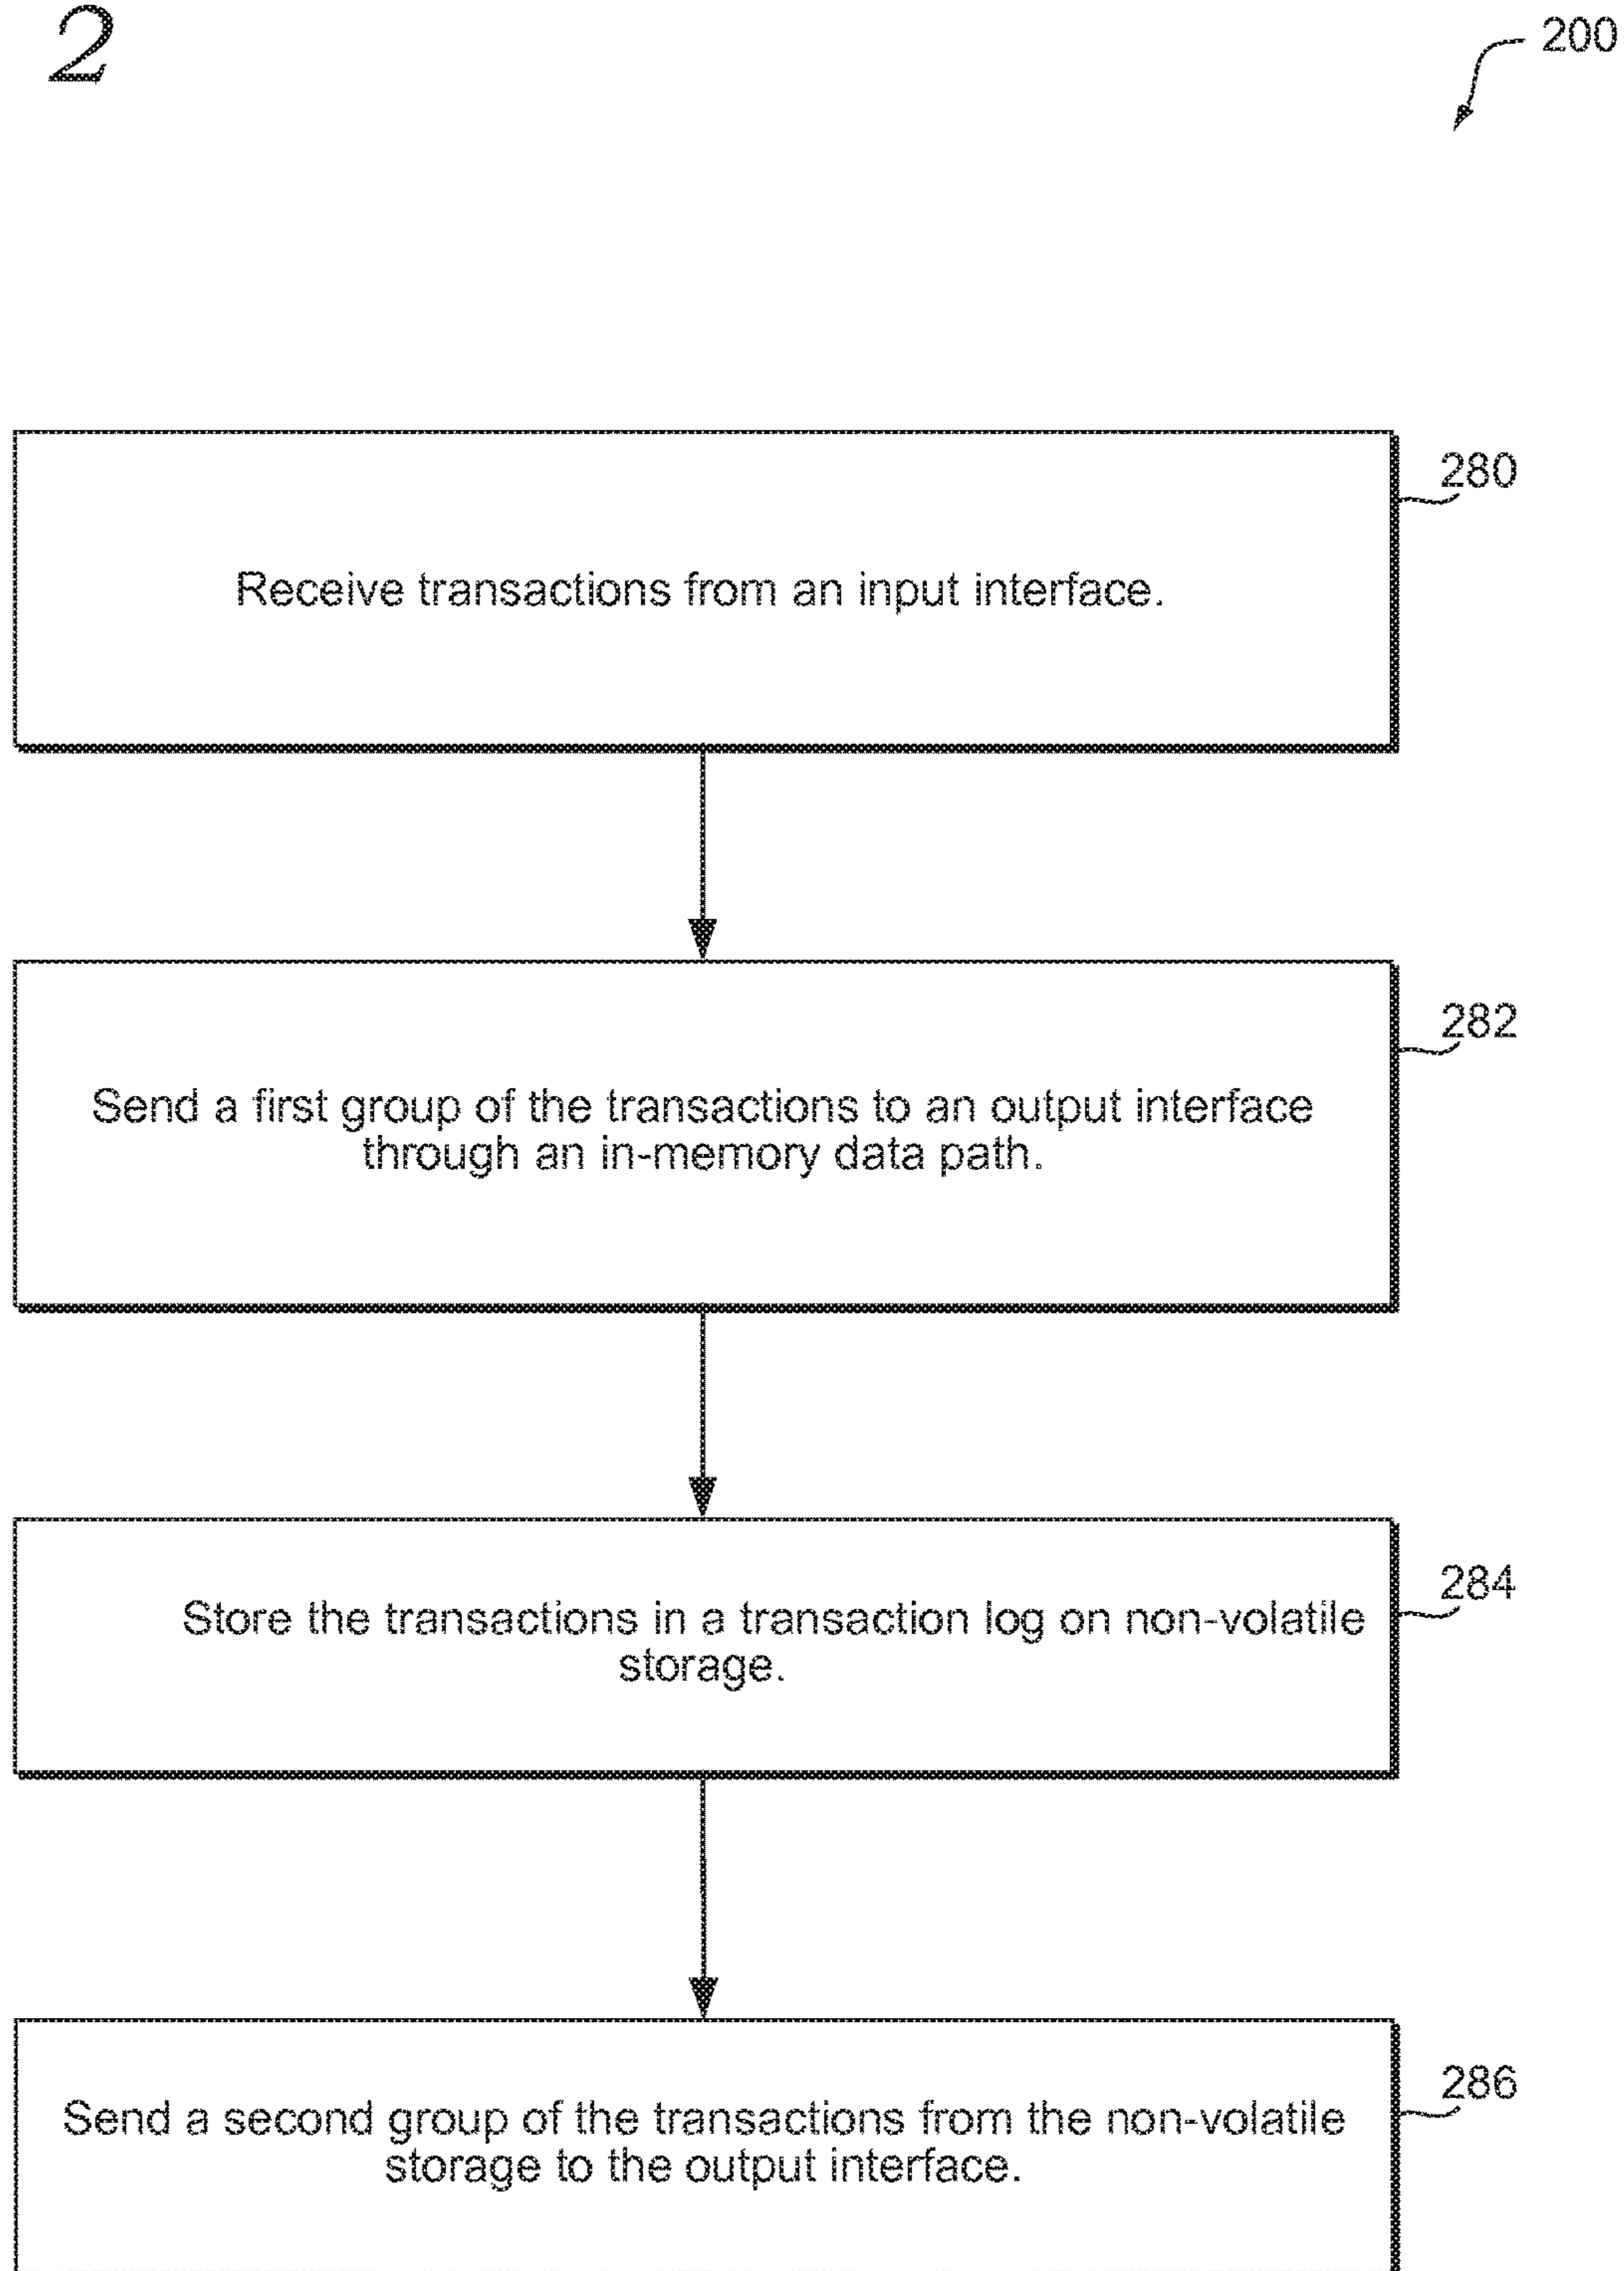 2
200
280
Receive transactions from an input interface.
282
Send a first group of the transactions to an output interface
through an in-memory data path.
284
Store the transactions in a transaction log on non-volatile
storage.
286
Send a second group of the transactions from the non-volatile
storage to the output interface.